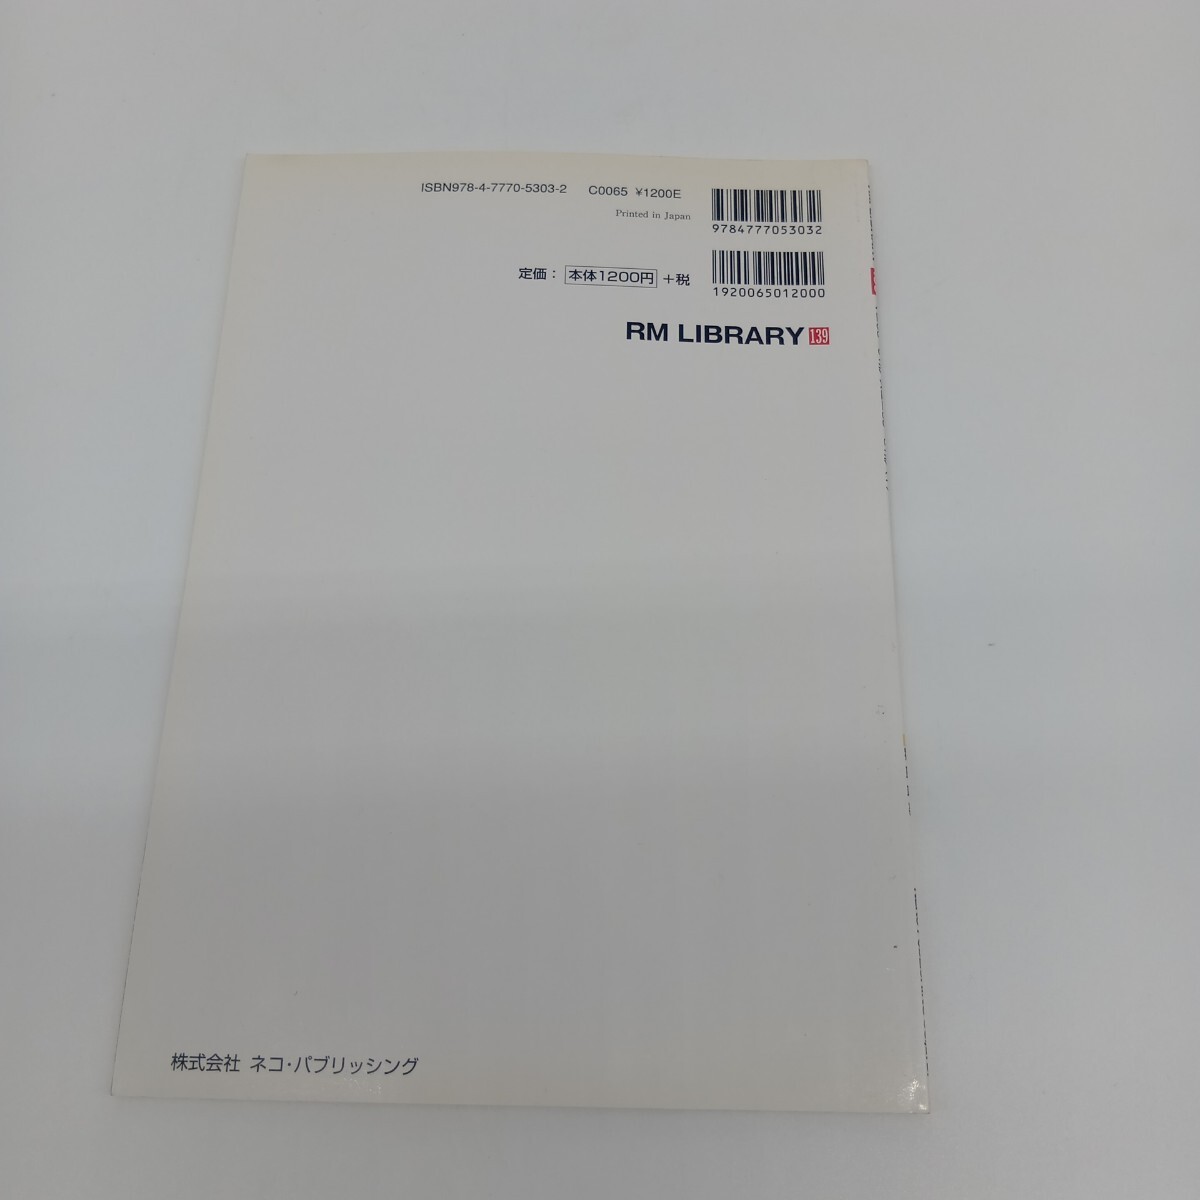 ISBN978-4-7770-5303-2 C0065 ¥1200E
Printed in Japan
9784777053032
定価： 本体1200円 +税
1920065012000
RM LIBRARY 139
株式会社 ネコ・パブリッシング